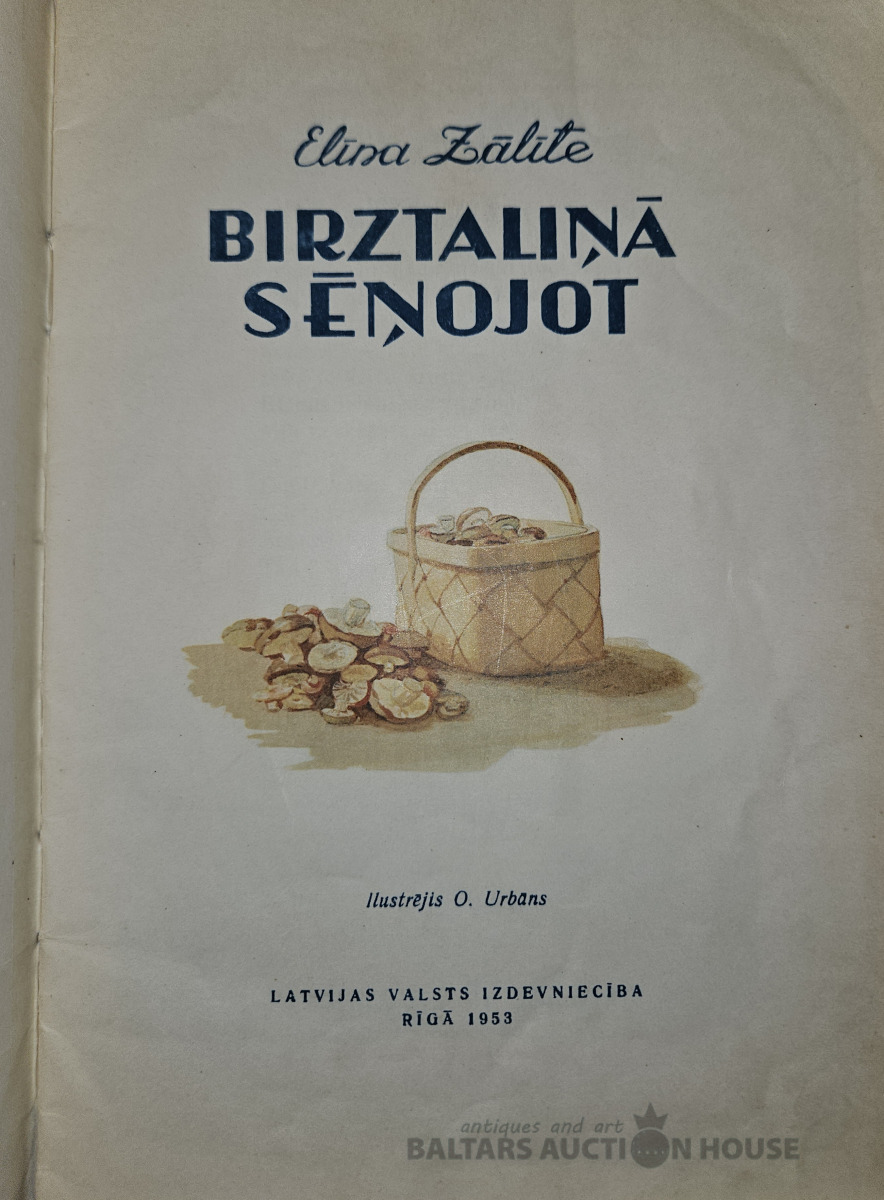 Elīna Zālīte
BIRZTALIŅĀ
SĒŅOJOT
Ilustrējis O. Urbāns
LATVIJAS VALSTS IZDEVNIECĪBA
RĪGĀ 1953
antiques and art
BALTARS AUCTION HOUSE